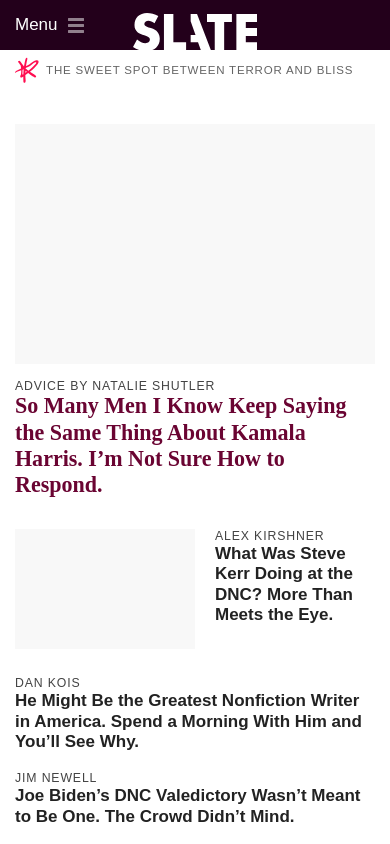 Menu
SLATE
THE SWEET SPOT BETWEEN TERROR AND BLISS
ADVICE BY NATALIE SHUTLER
So Many Men I Know Keep Saying
the Same Thing About Kamala
Harris. I’m Not Sure How to
Respond.
ALEX KIRSHNER
What Was Steve
Kerr Doing at the
DNC? More Than
Meets the Eye.
DAN KOIS
He Might Be the Greatest Nonfiction Writer
in America. Spend a Morning With Him and
You’ll See Why.
JIM NEWELL
Joe Biden’s DNC Valedictory Wasn’t Meant
to Be One. The Crowd Didn’t Mind.